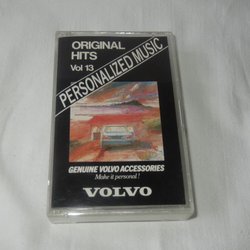 ORIGINAL
HITS
Vol 13
PERSONALIZED MUSIC
GENUINE VOLVO ACCESSORIES
Make it personal!
VOLVO